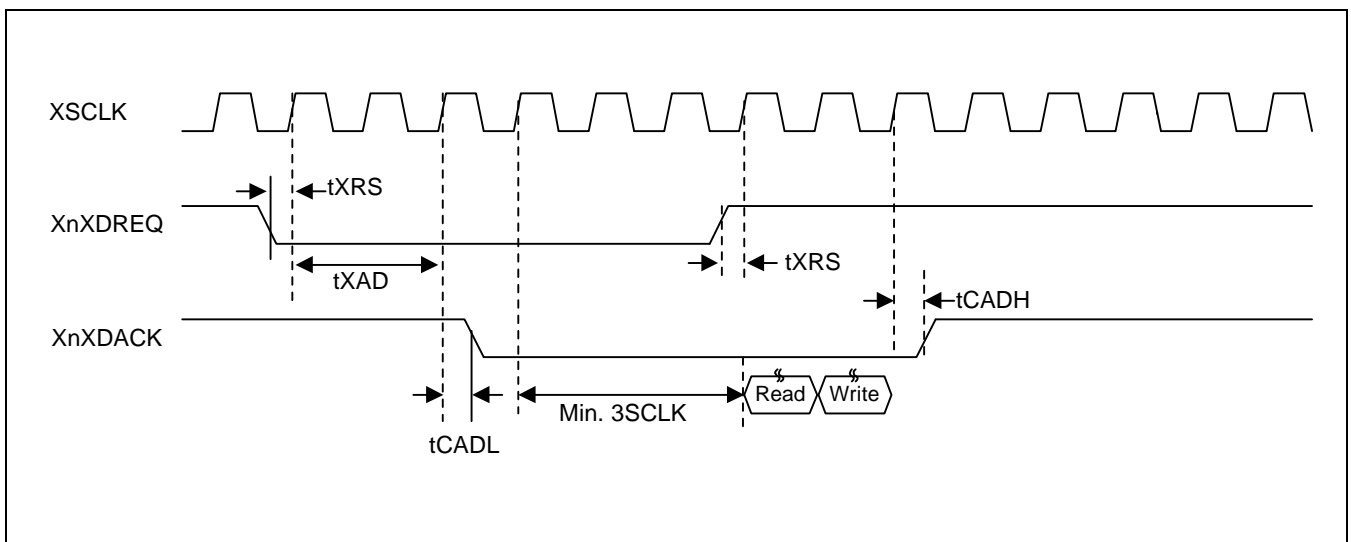 XSCLK
tXRS
XnXDREQ
tXRS
tXAD
tCADH
XnXDACK
Read
Write
Min. 3SCLK
tCADL